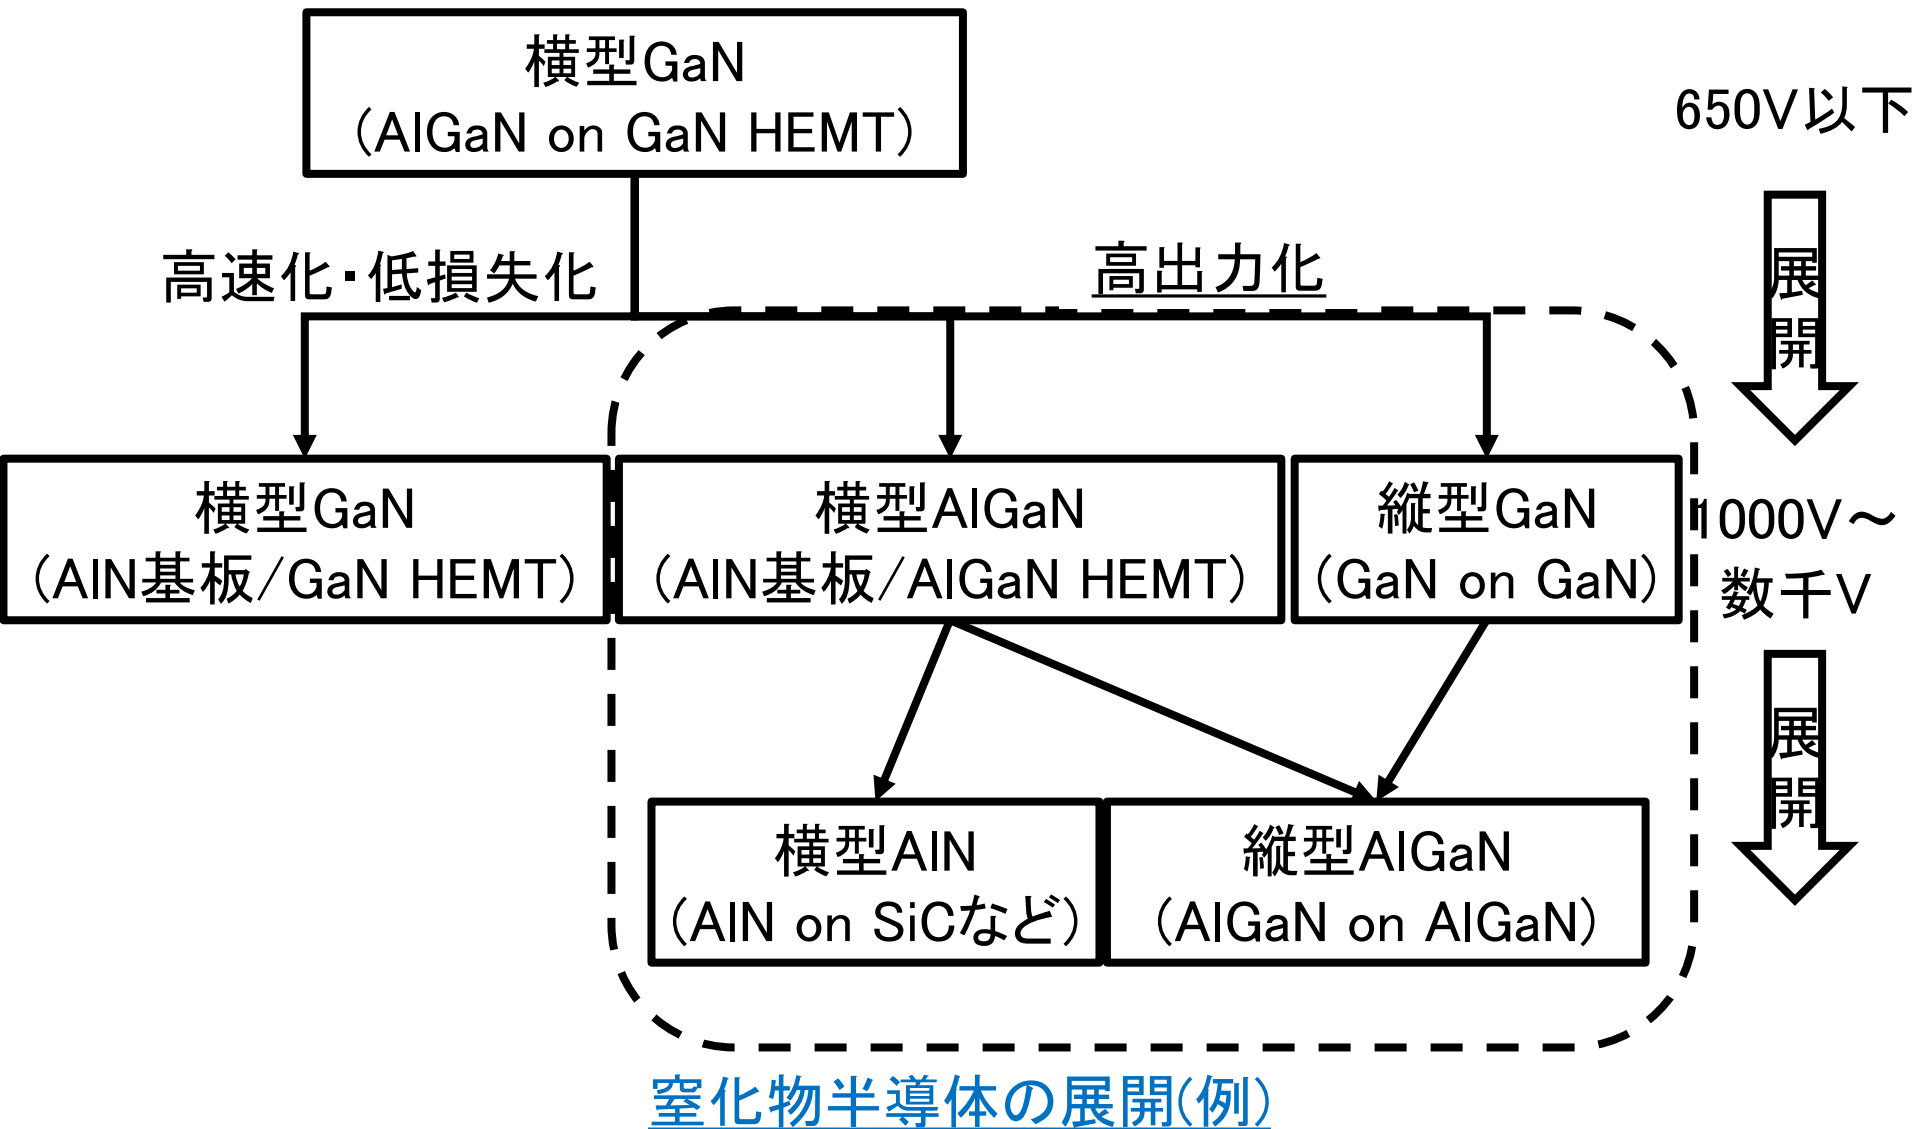 横型GaN
（AlGaN on GaN HEMT）
650V以下
高速化・低損失化
高出力化
展開
横型GaN
（AlN基板/GaN HEMT）
横型AlGaN
（AlN基板/AlGaN HEMT）
縦型GaN
（GaN on GaN）
1000V～
数千V
展開
横型AlN
（AlN on SiCなど）
縦型AlGaN
（AlGaN on AlGaN）
窒化物半導体の展開(例)